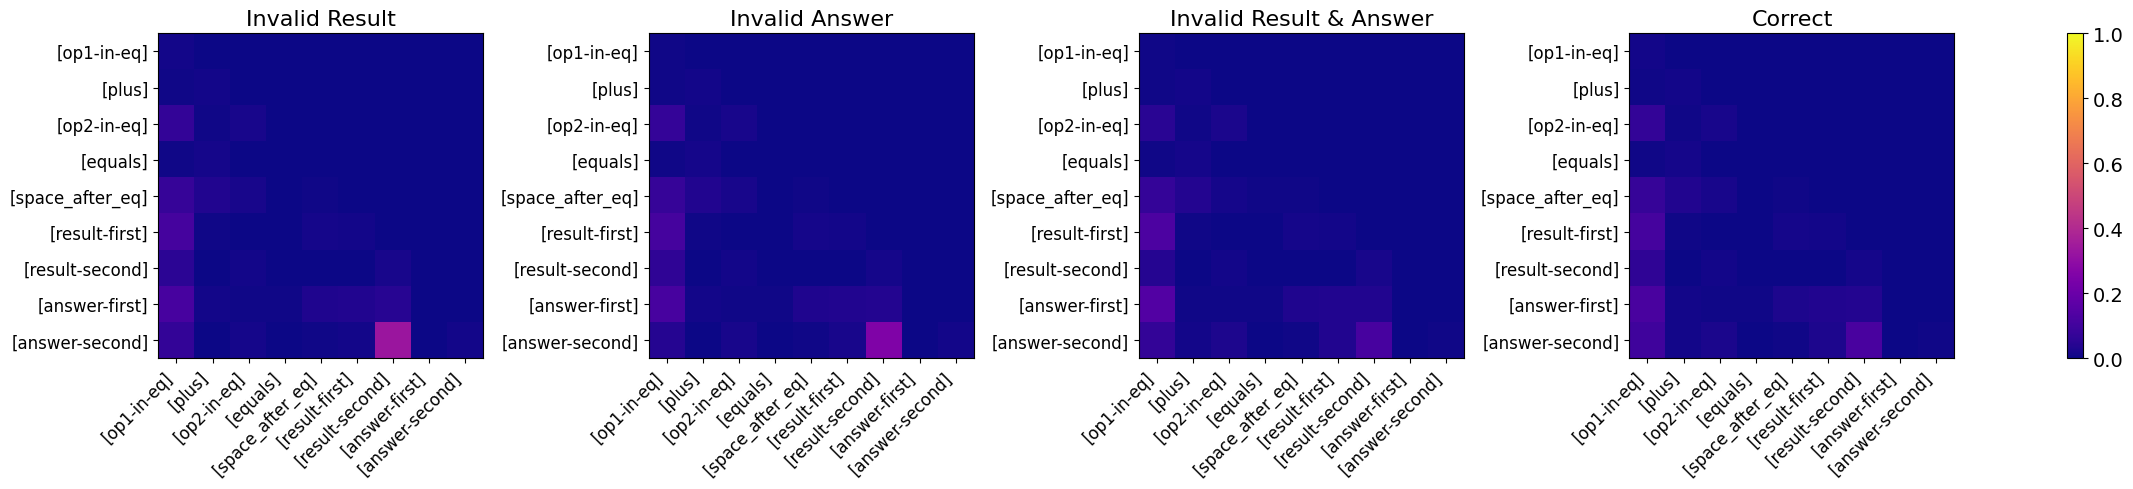 Invalid Result
[op1-in-eq]
[plus]
[op2-in-eq]
[equals]
[space_after_eq]
[result-first]
[result-second]
[answer-first]
[answer-second]
[op1-in-eq]
[plus]
[op2-in-eq]
[equals]
[space_after_eq]
[result-first]
[result-second]
[answer-first]
[answer-second]
Invalid Answer
[op1-in-eq]
[plus]
[op2-in-eq]
[equals]
[space_after_eq]
[result-first]
[result-second]
[answer-first]
[answer-second]
[op1-in-eq]
[plus]
[op2-in-eq]
[equals]
[space_after_eq]
[result-first]
[result-second]
[answer-first]
[answer-second]
Invalid Result & Answer
[op1-in-eq]
[plus]
[op2-in-eq]
[equals]
[space_after_eq]
[result-first]
[result-second]
[answer-first]
[answer-second]
[op1-in-eq]
[plus]
[op2-in-eq]
[equals]
[space_after_eq]
[result-first]
[result-second]
[answer-first]
[answer-second]
Correct
[op1-in-eq]
[plus]
[op2-in-eq]
[equals]
[space_after_eq]
[result-first]
[result-second]
[answer-first]
[answer-second]
[op1-in-eq]
[plus]
[op2-in-eq]
[equals]
[space_after_eq]
[result-first]
[result-second]
[answer-first]
[answer-second]
1.0
0.8
0.6
0.4
0.2
0.0